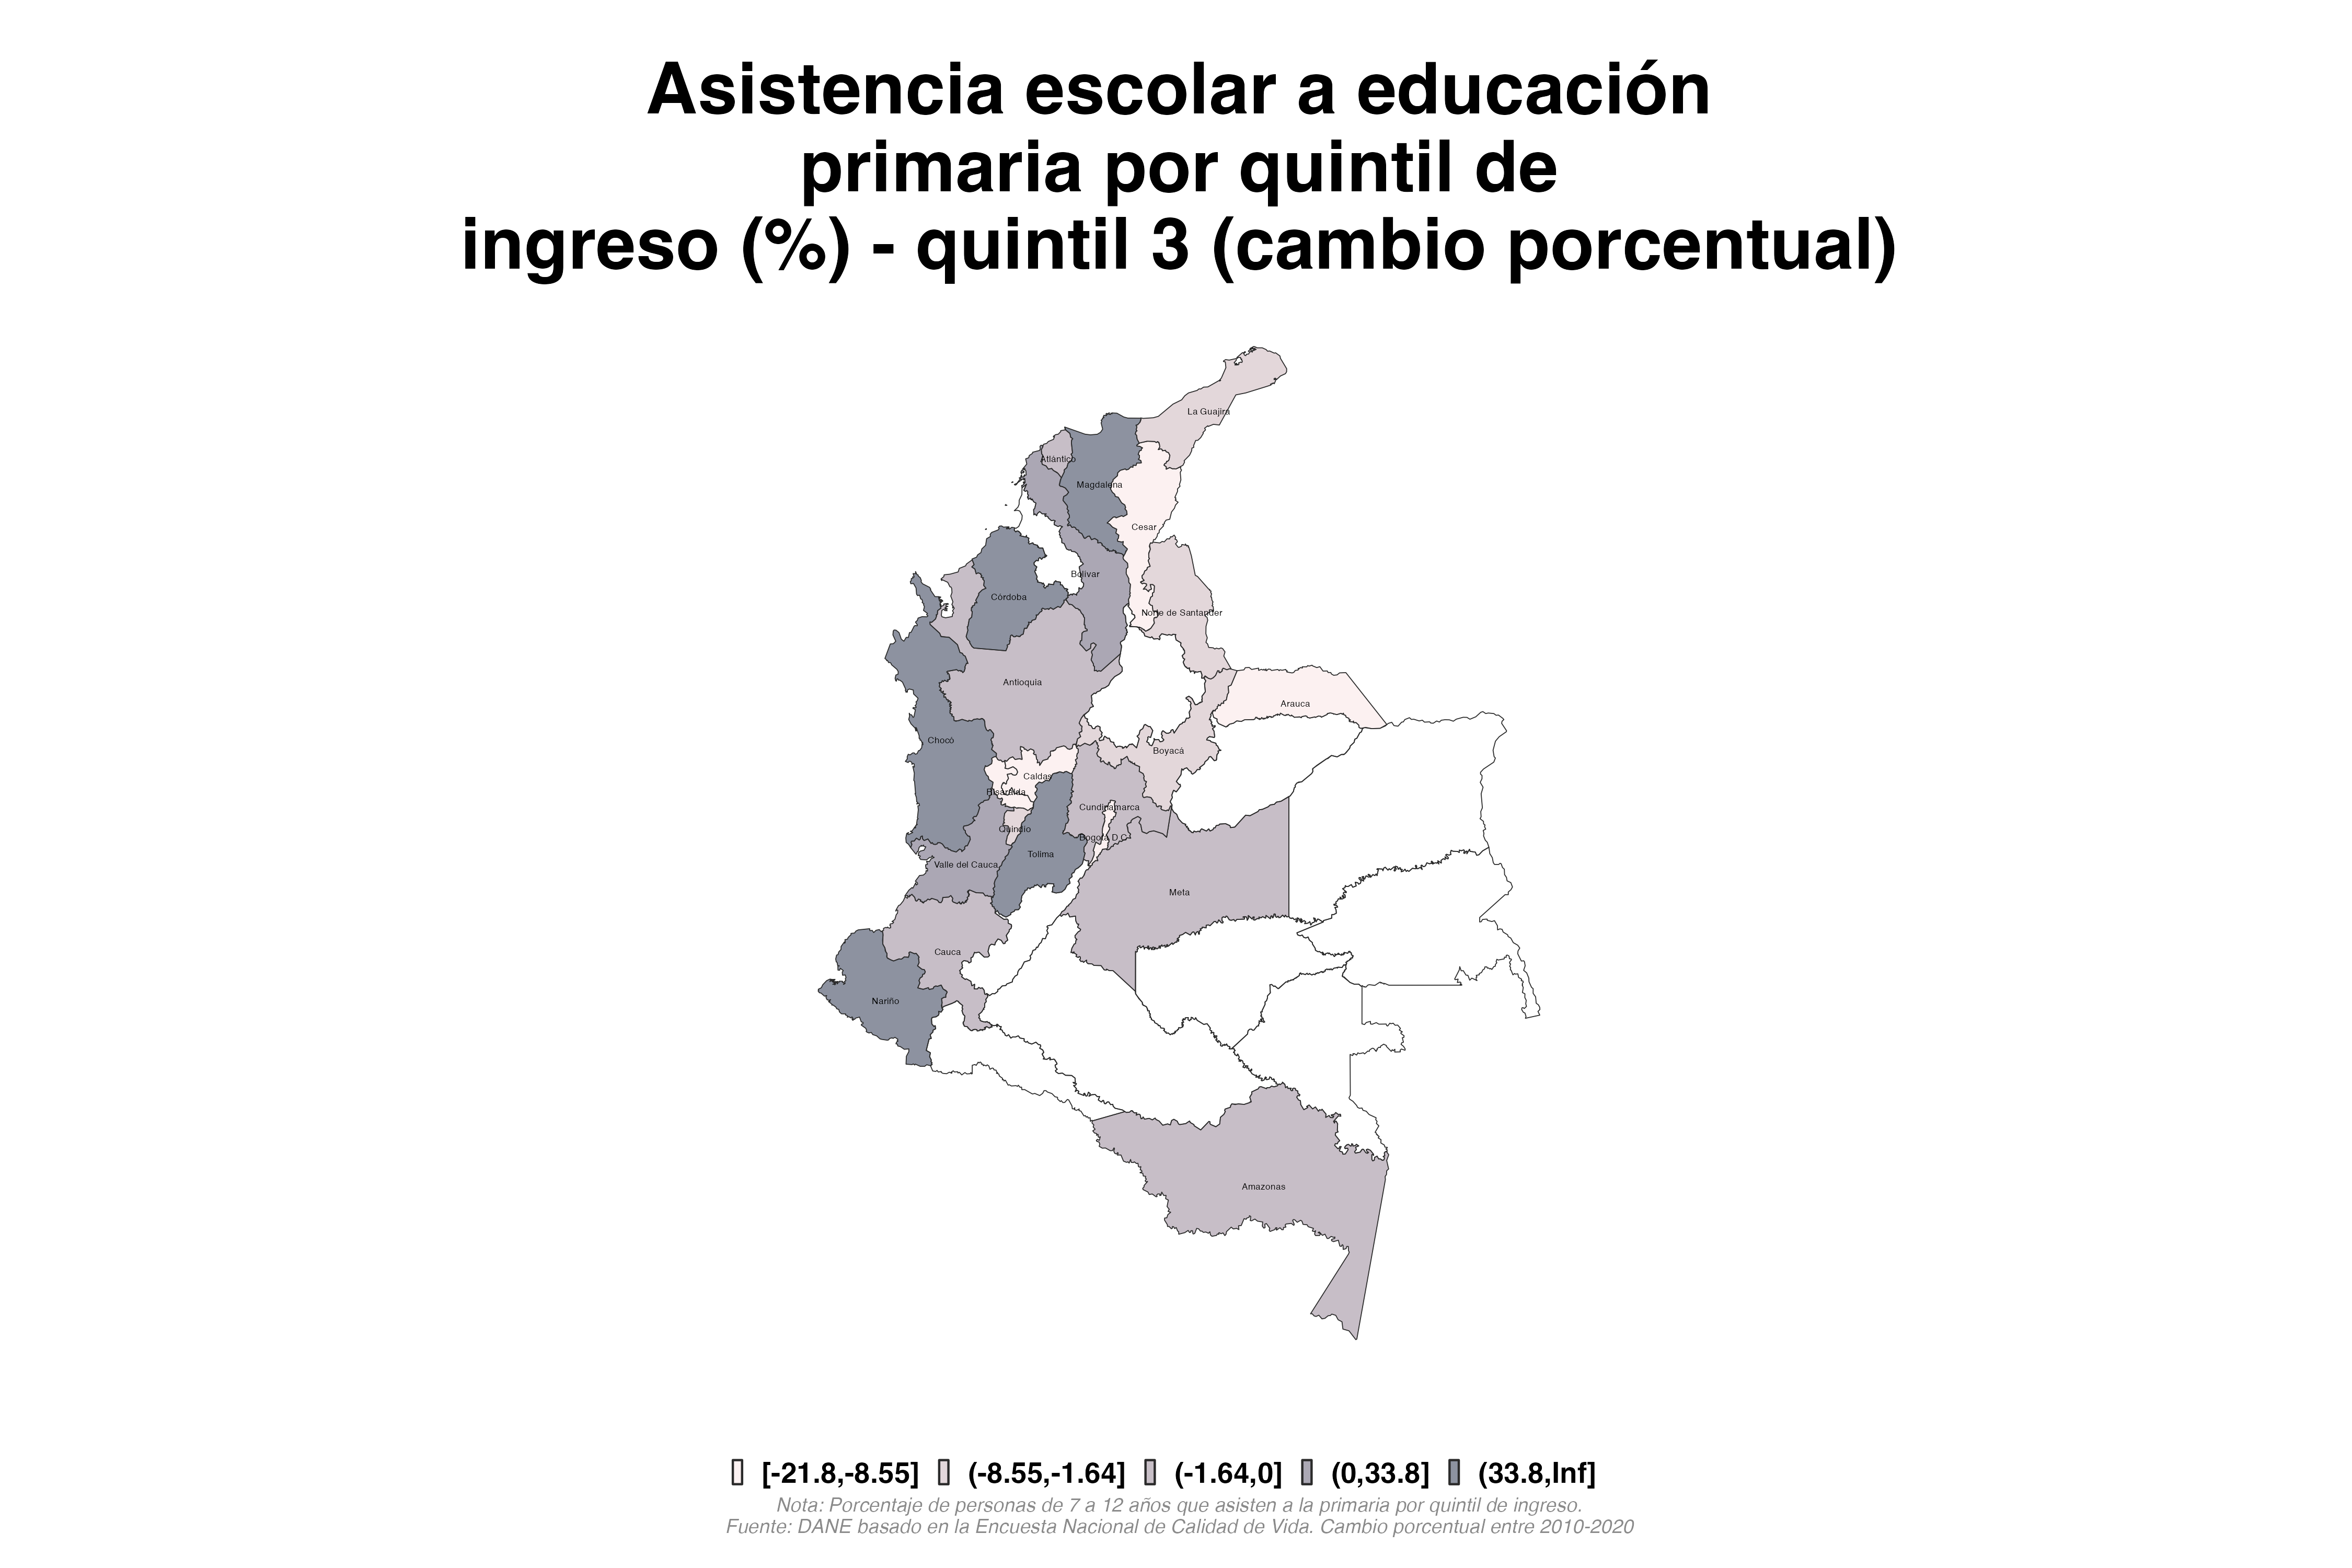 Asistencia escolar a educación
primaria por quintil de
ingreso (%) - quintil 3 (cambio porcentual)
La Guajira
Atlántico
Magdalena
Cesar
Bolivar
Córdoba
Norte de Santander
Antioquia
Arauca
Chocó
Boyacá
Caldas
Risaralda
Cundinamarca
Quindio
Bogotá D.C.
Tolima
Valle del Cauca
Meta
Cauca
Nariño
Amazonas
[-21.8,-8.55] (-8.55,-1.64] (-1.64,0] (0,33.8] (33.8,Inf]
Nota: Porcentaje de personas de 7 a 12 años que asisten a la primaria por quintil de ingreso.
Fuente: DANE basado en la Encuesta Nacional de Calidad de Vida. Cambio porcentual entre 2010-2020